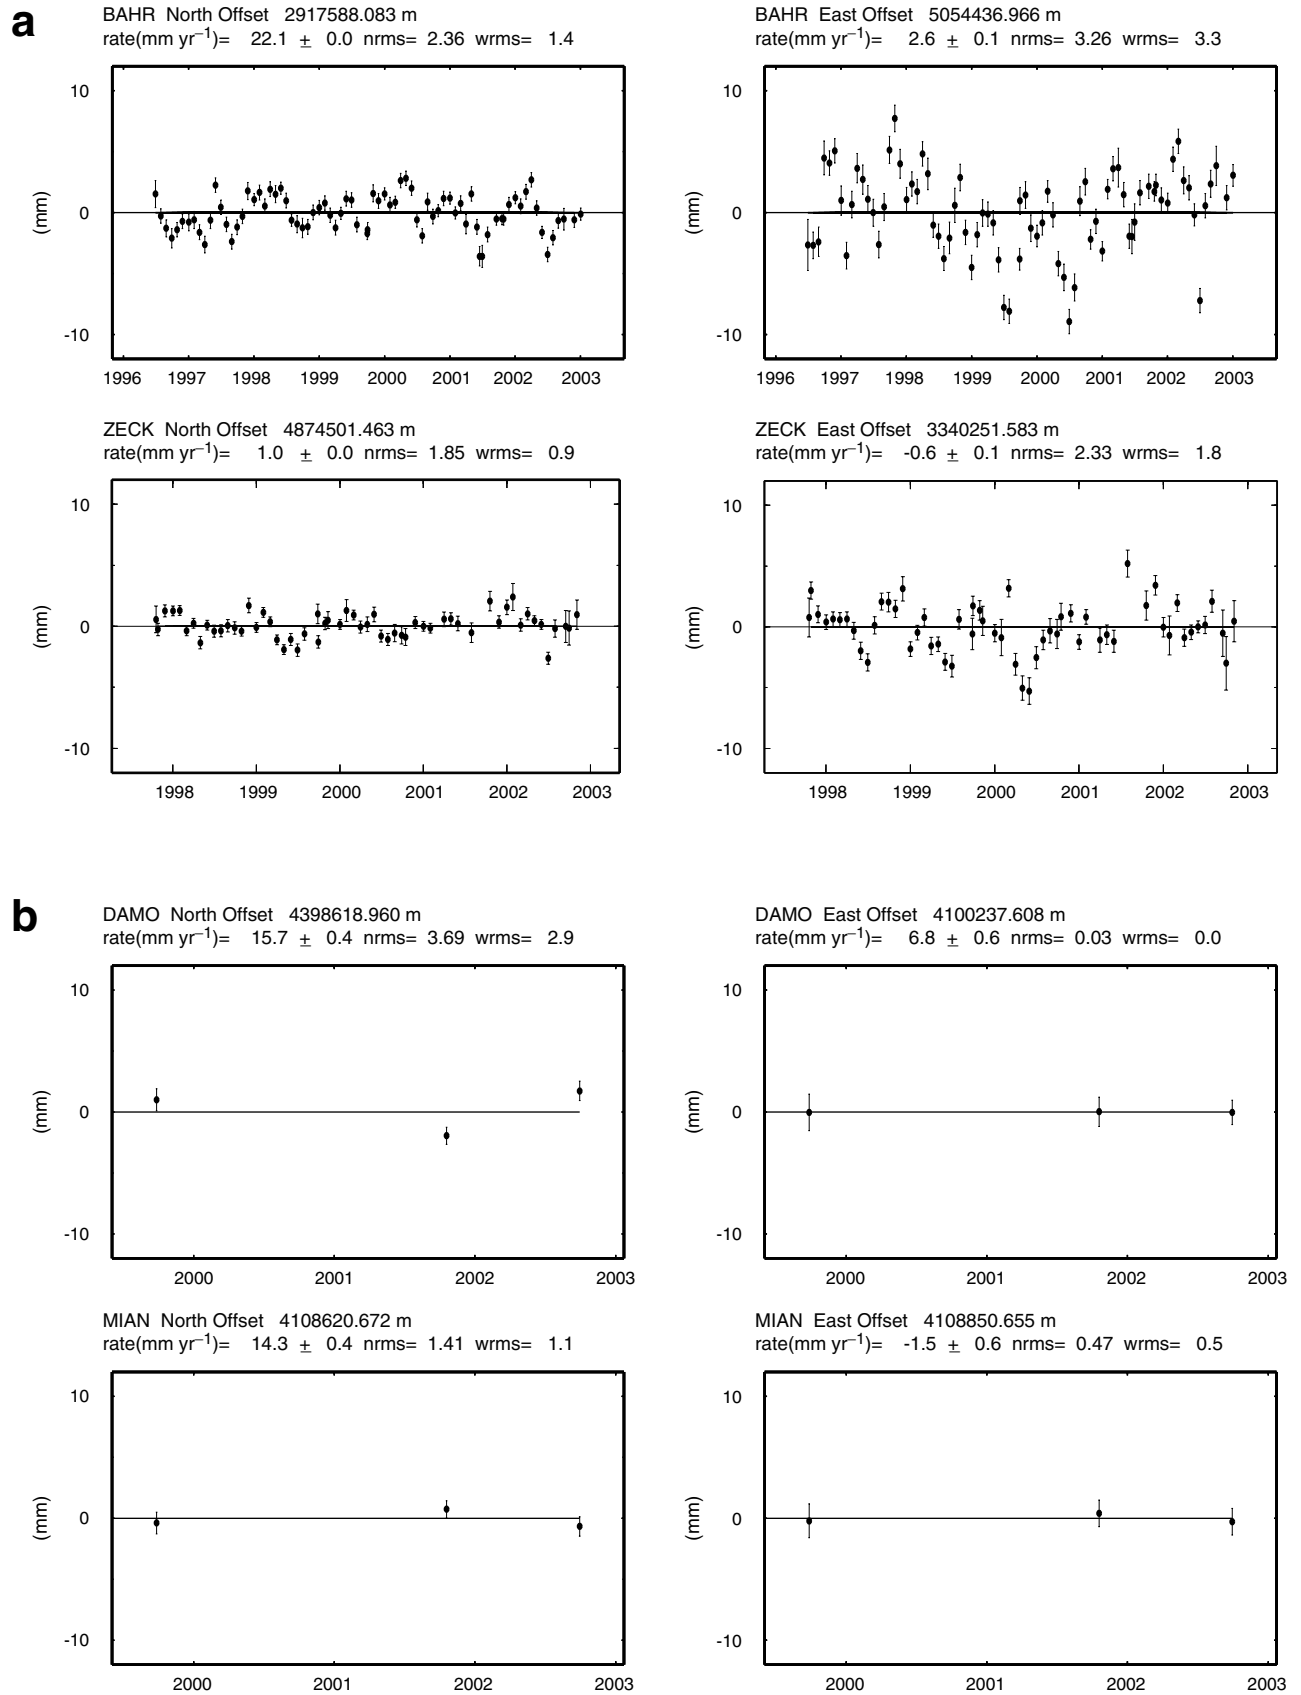 a
BAHR North Offset 2917588.083 m
rate(mm yr⁻¹)= 22.1 ± 0.0 nrms= 2.36 wrms= 1.4
10
0
-10
(mm)
1996 1997 1998 1999 2000 2001 2002 2003
BAHR East Offset 5054436.966 m
rate(mm yr⁻¹)= 2.6 ± 0.1 nrms= 3.26 wrms= 3.3
10
0
-10
(mm)
1996 1997 1998 1999 2000 2001 2002 2003
ZECK North Offset 4874501.463 m
rate(mm yr⁻¹)= 1.0 ± 0.0 nrms= 1.85 wrms= 0.9
10
0
-10
(mm)
1998 1999 2000 2001 2002 2003
ZECK East Offset 3340251.583 m
rate(mm yr⁻¹)= -0.6 ± 0.1 nrms= 2.33 wrms= 1.8
10
0
-10
(mm)
1998 1999 2000 2001 2002 2003
b
DAMO North Offset 4398618.960 m
rate(mm yr⁻¹)= 15.7 ± 0.4 nrms= 3.69 wrms= 2.9
10
0
-10
(mm)
2000 2001 2002 2003
DAMO East Offset 4100237.608 m
rate(mm yr⁻¹)= 6.8 ± 0.6 nrms= 0.03 wrms= 0.0
10
0
-10
(mm)
2000 2001 2002 2003
MIAN North Offset 4108620.672 m
rate(mm yr⁻¹)= 14.3 ± 0.4 nrms= 1.41 wrms= 1.1
10
0
-10
(mm)
2000 2001 2002 2003
MIAN East Offset 4108850.655 m
rate(mm yr⁻¹)= -1.5 ± 0.6 nrms= 0.47 wrms= 0.5
10
0
-10
(mm)
2000 2001 2002 2003